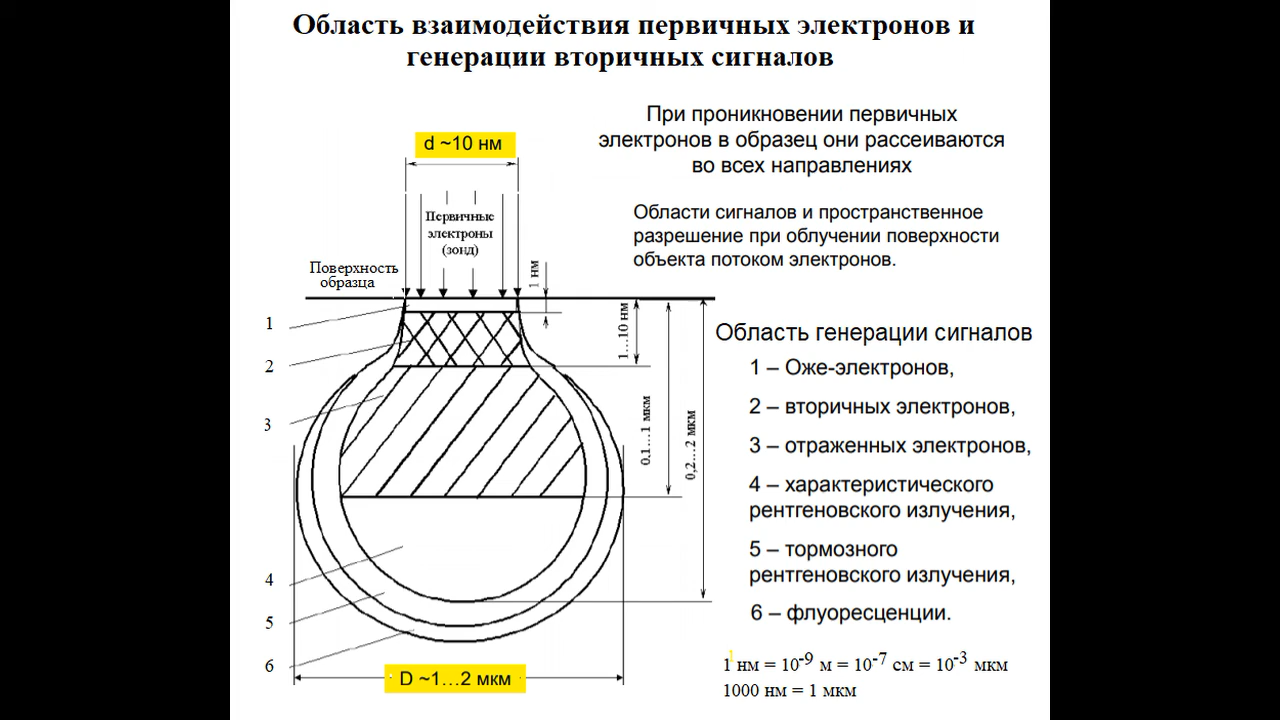 Область взаимодействия первичных электронов и
генерации вторичных сигналов
При проникновении первичных
электронов в образец они рассеиваются
во всех направлениях
Области сигналов и пространственное
разрешение при облучении поверхности
объекта потоком электронов.
d ~10 нм
Первичные
электроны
(зонд)
Поверхность
образца
1 нм
1…10 нм
0,1…1 мкм
0,2…2 мкм
1
2
3
4
5
6
D ~1…2 мкм
Область генерации сигналов
1 – Оже-электронов,
2 – вторичных электронов,
3 – отраженных электронов,
4 – характеристического
рентгеновского излучения,
5 – тормозного
рентгеновского излучения,
6 – флуоресценции.
1
1 нм = 10⁻⁹ м = 10⁻⁷ см = 10⁻³ мкм
1000 нм = 1 мкм